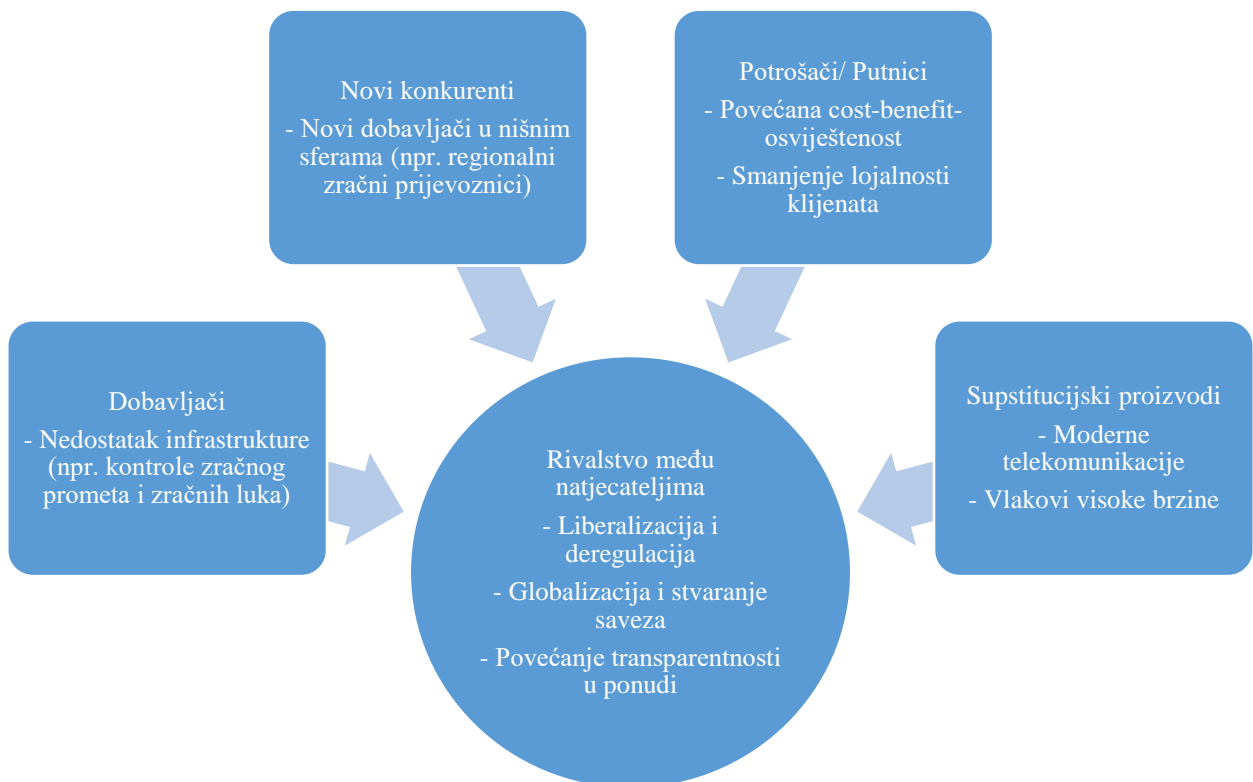 Novi konkurenti
- Novi dobavljači u nišnim
sferama (npr. regionalni
zračni prijevoznici)
Potrošači/ Putnici
- Povećana cost-benefit-
osviještenost
- Smanjenje lojalnosti
klijenata
Dobavljači
- Nedostatak infrastrukture
(npr. kontrole zračnog
prometa i zračnih luka)
Supstitucijski proizvodi
- Moderne
telekomunikacije
- Vlakovi visoke brzine
Rivalstvo među
natjecateljima
- Liberalizacija i
deregulacija
- Globalizacija i stvaranje
saveza
- Povećanje transparentnosti
u ponudi